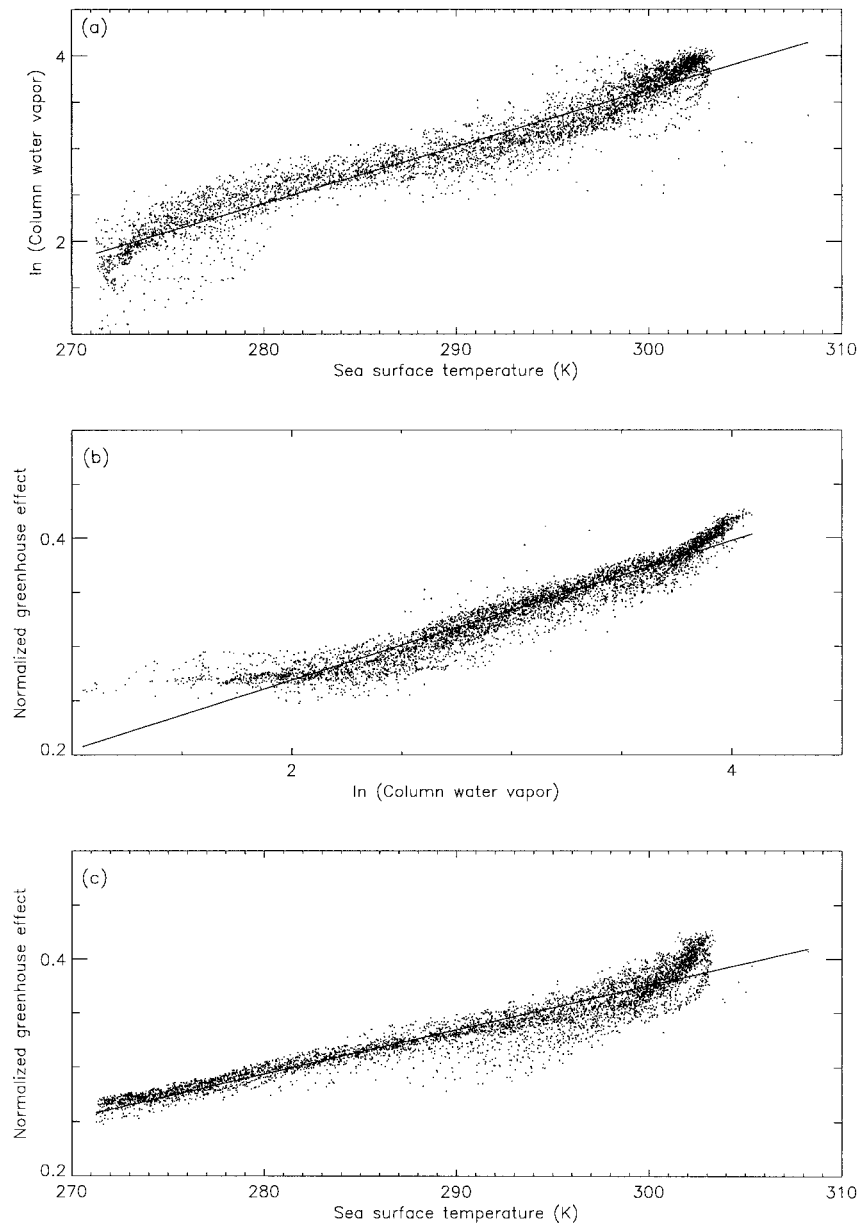 (a)
4
2
ln (Column water vapor)
270 280 290 300 310
Sea surface temperature (K)
(b)
0.4
0.2
Normalized greenhouse effect
2 4
ln (Column water vapor)
(c)
0.4
0.2
Normalized greenhouse effect
270 280 290 300 310
Sea surface temperature (K)